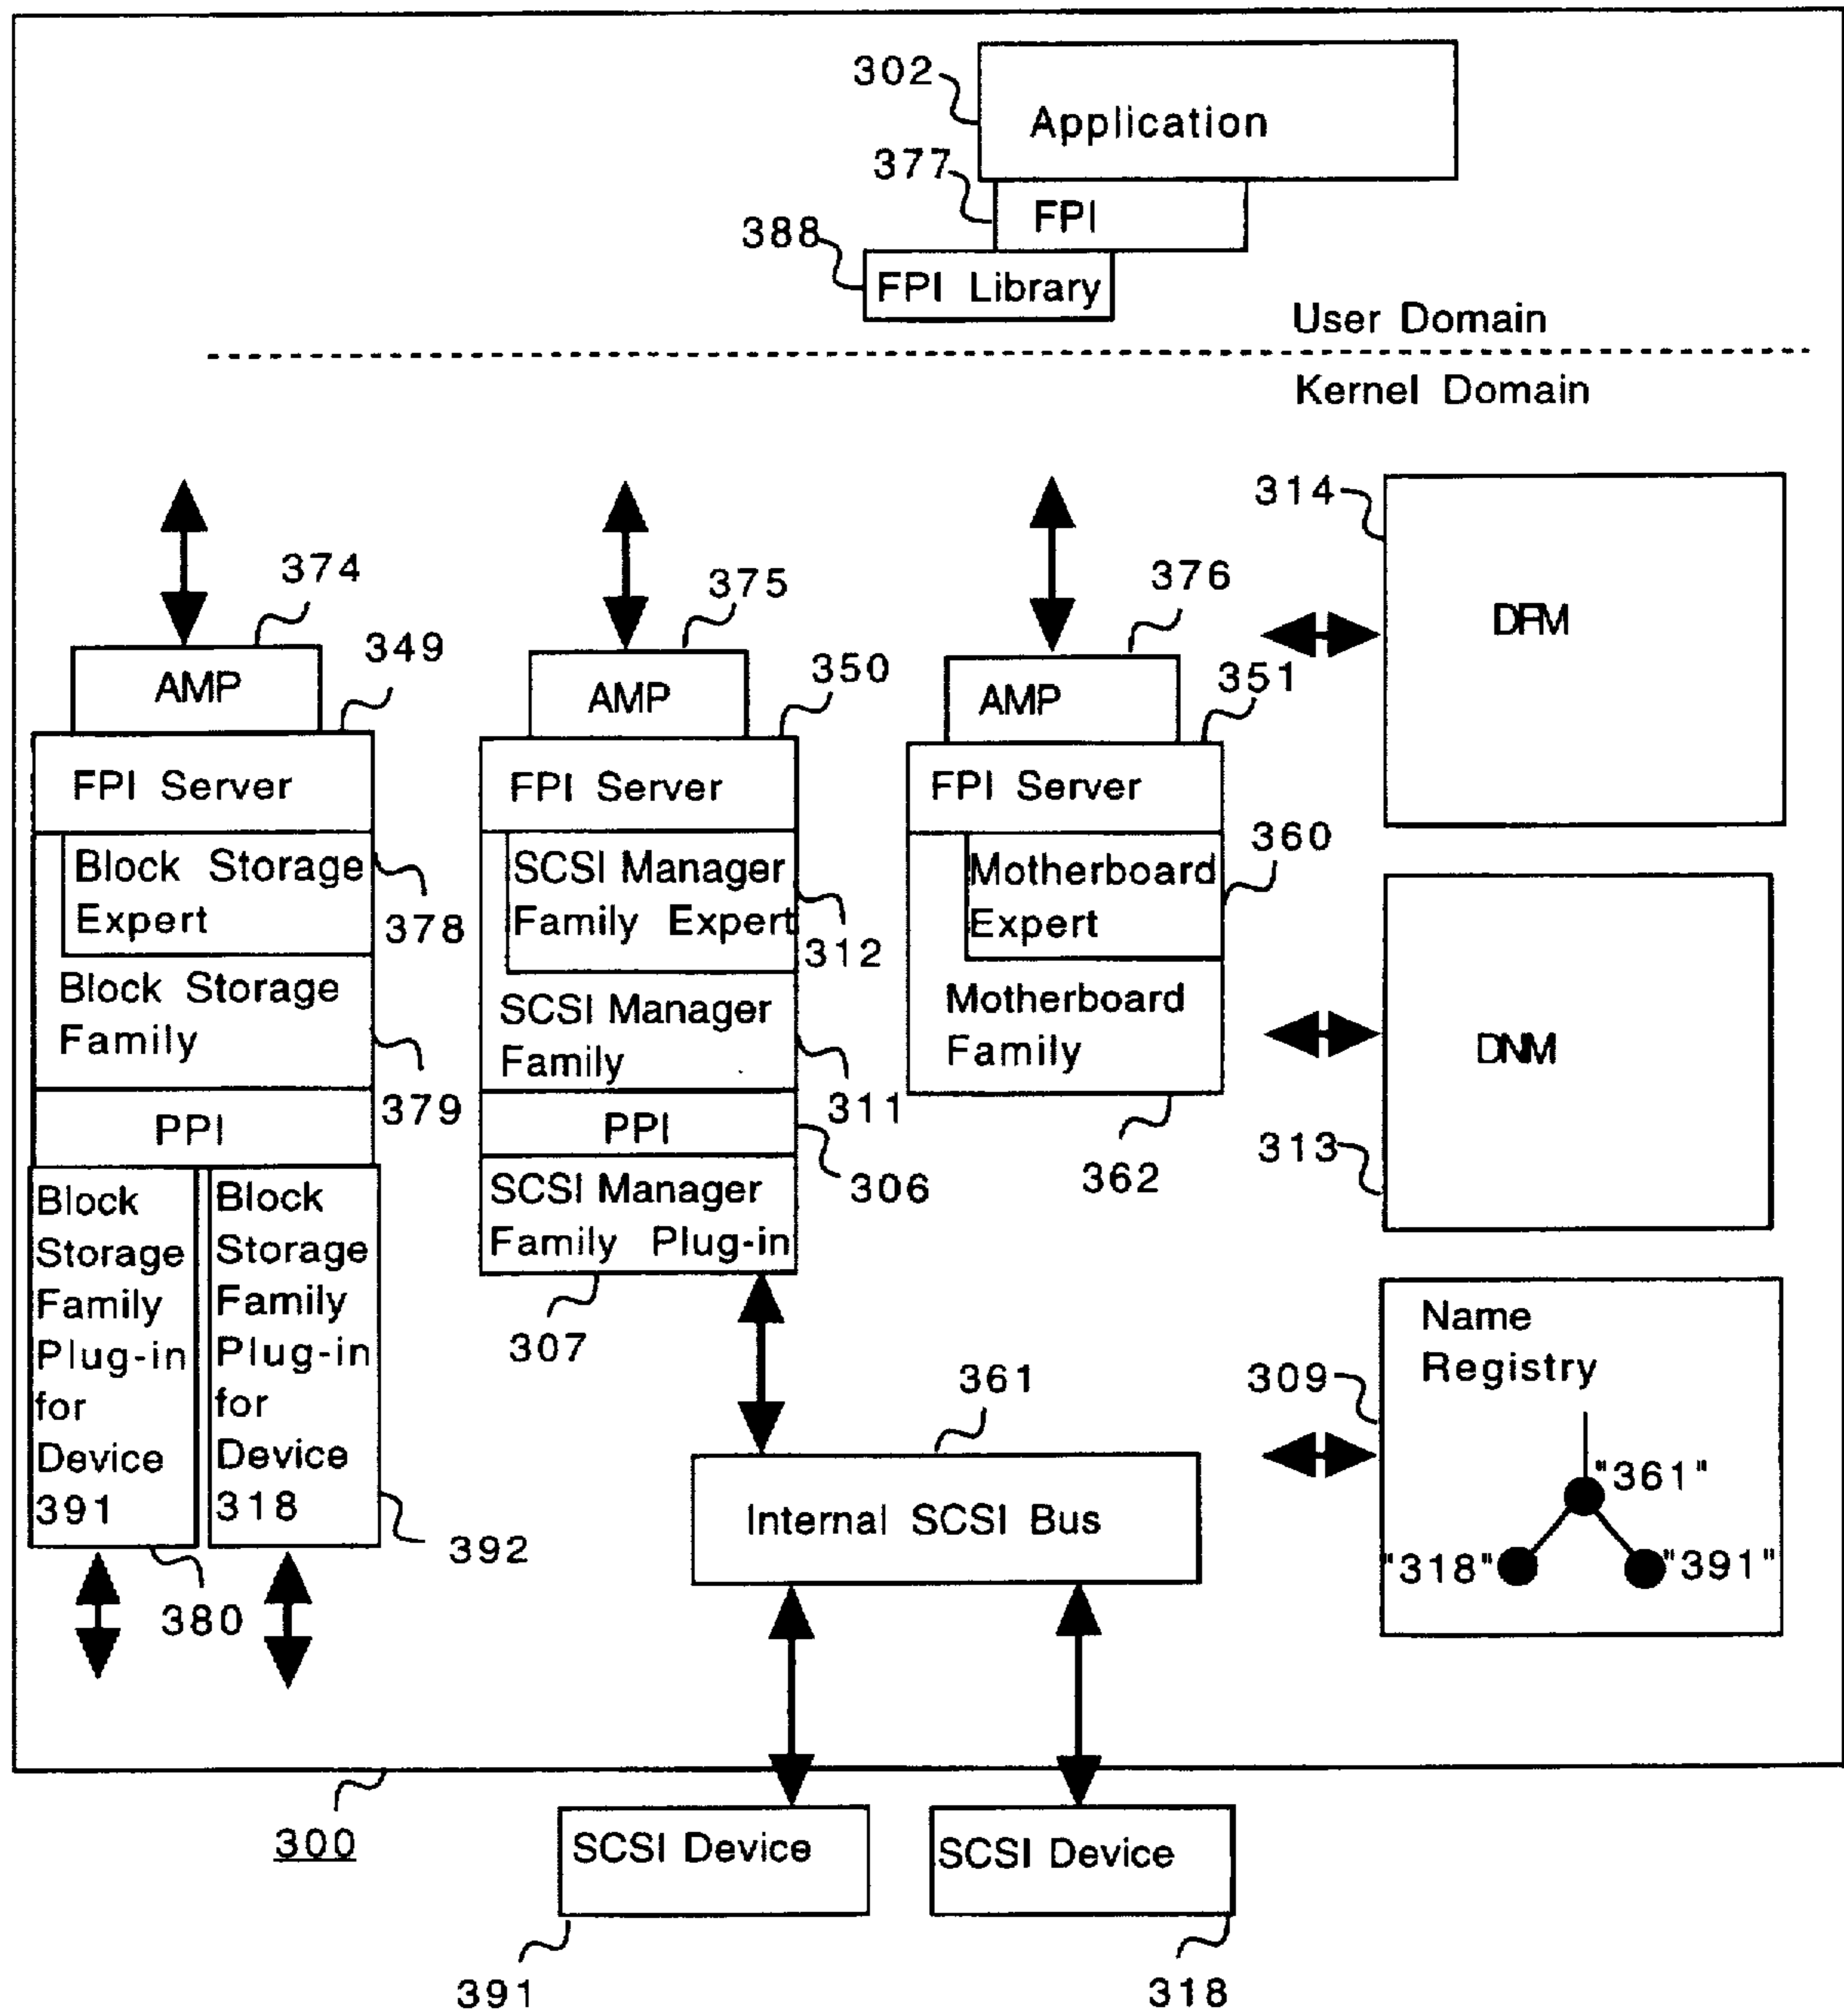 302
Application
377
FPI
388
FPI Library
User Domain
Kernel Domain
374
AMP
349
FPI Server
Block Storage
Expert
378
Block Storage
Family
379
PPI
Block
Storage
Family
Plug-in
for
Device
391
380
Block
Storage
Family
Plug-in
for
Device
318
392
375
AMP
350
FPI Server
SCSI Manager
Family Expert
312
SCSI Manager
Family
311
PPI
306
SCSI Manager
Family Plug-in
307
376
AMP
351
FPI Server
360
Motherboard
Expert
Motherboard
Family
362
314
DFM
DNM
313
309
Name
Registry
"361"
"318"
"391"
361
Internal SCSI Bus
300
SCSI Device
391
SCSI Device
318